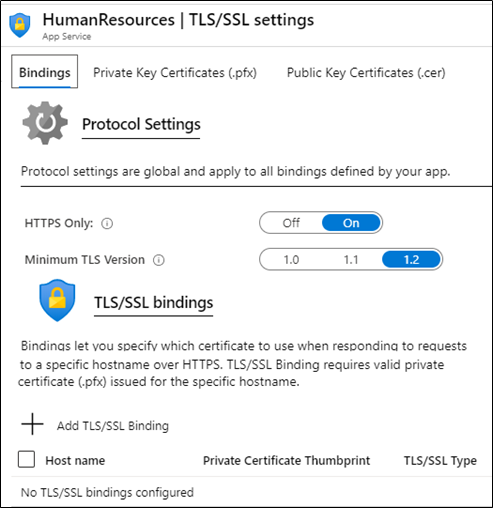 HumanResources | TLS/SSL settings
App Service
Bindings Private Key Certificates (.pfx) Public Key Certificates (.cer)
Protocol Settings
Protocol settings are global and apply to all bindings defined by your app.
HTTPS Only: Off On
Minimum TLS Version 1.0 1.1 1.2
TLS/SSL bindings
Bindings let you specify which certificate to use when responding to requests
to a specific hostname over HTTPS. TLS/SSL Binding requires valid private
certificate (.pfx) issued for the specific hostname.
Add TLS/SSL Binding
Host name Private Certificate Thumbprint TLS/SSL Type
No TLS/SSL bindings configured